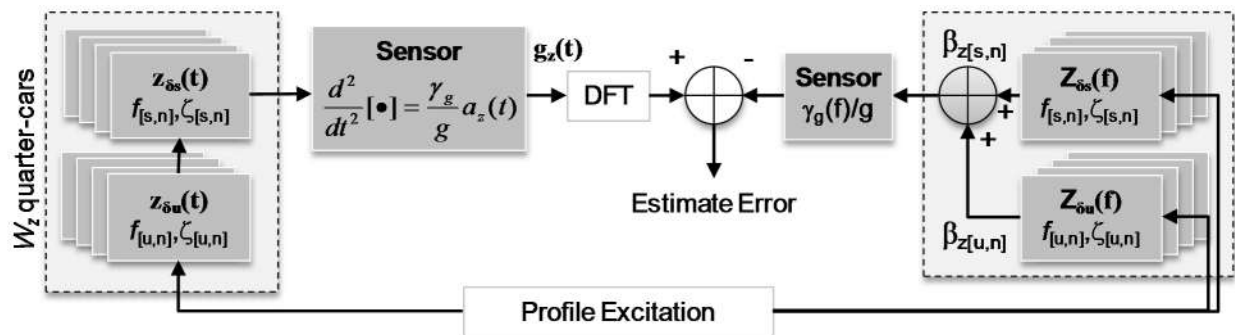 W_z quarter-cars
z_δs(t)
f_[s,n],ζ_[s,n]
z_δu(t)
f_[u,n],ζ_[u,n]
Sensor
d²/dt² [•] = γ_g/g a_z(t)
g_z(t)
DFT
+
-
Estimate Error
Sensor
γ_g(f)/g
β_z[s,n]
+
+
β_z[u,n]
Z_δs(f)
f_[s,n],ζ_[s,n]
Z_δu(f)
f_[u,n],ζ_[u,n]
Profile Excitation